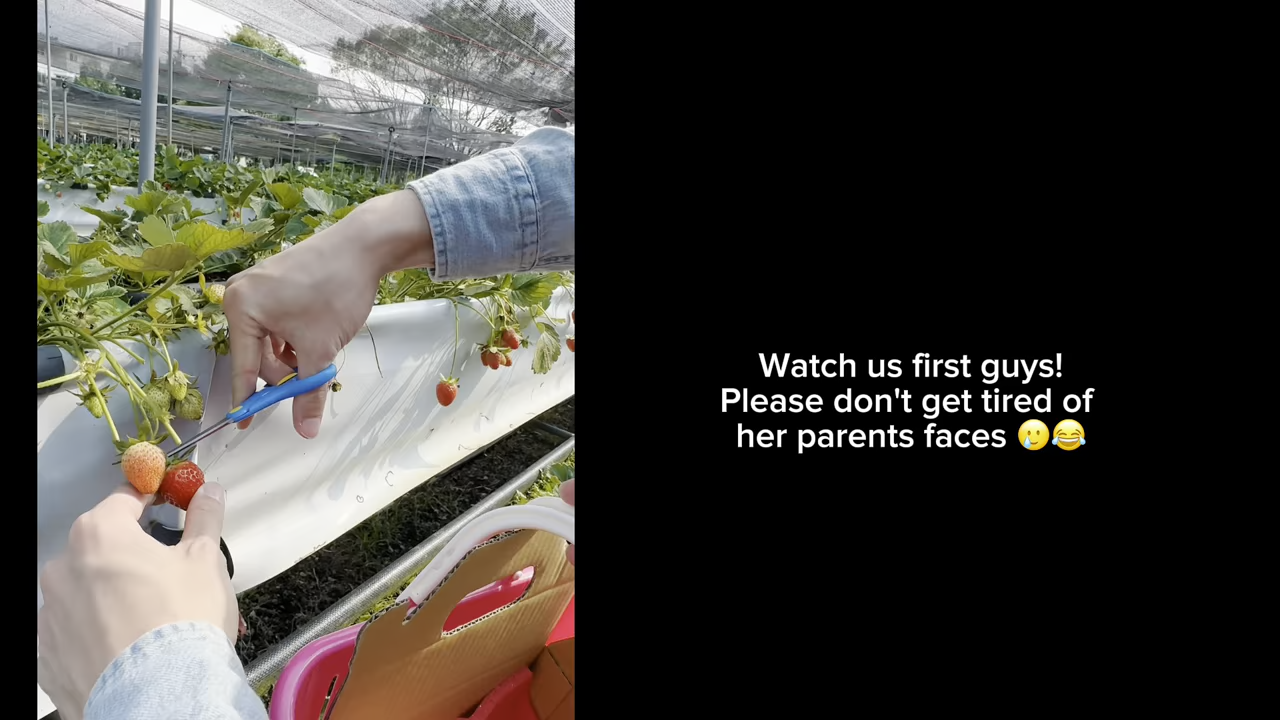 Watch us first guys!
Please don't get tired of
her parents faces 🥲😂